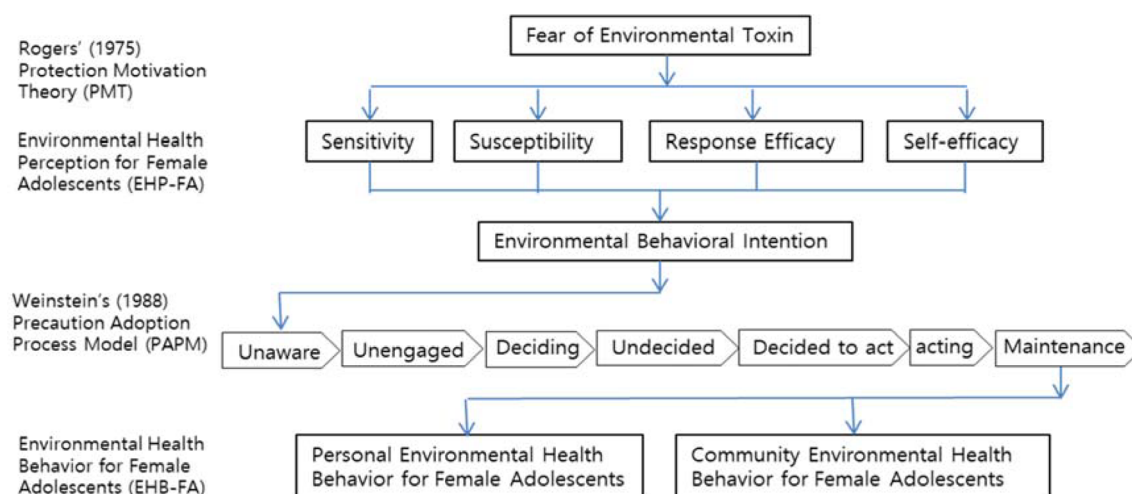 Fear of Environmental Toxin
Rogers' (1975)
Protection Motivation
Theory (PMT)
Environmental Health
Perception for Female
Adolescents (EHP-FA)
Sensitivity
Susceptibility
Response Efficacy
Self-efficacy
Environmental Behavioral Intention
Weinstein's (1988)
Precaution Adoption
Process Model (PAPM)
Unaware
Unengaged
Deciding
Undecided
Decided to act
acting
Maintenance
Environmental Health
Behavior for Female
Adolescents (EHB-FA)
Personal Environmental Health
Behavior for Female Adolescents
Community Environmental Health
Behavior for Female Adolescents